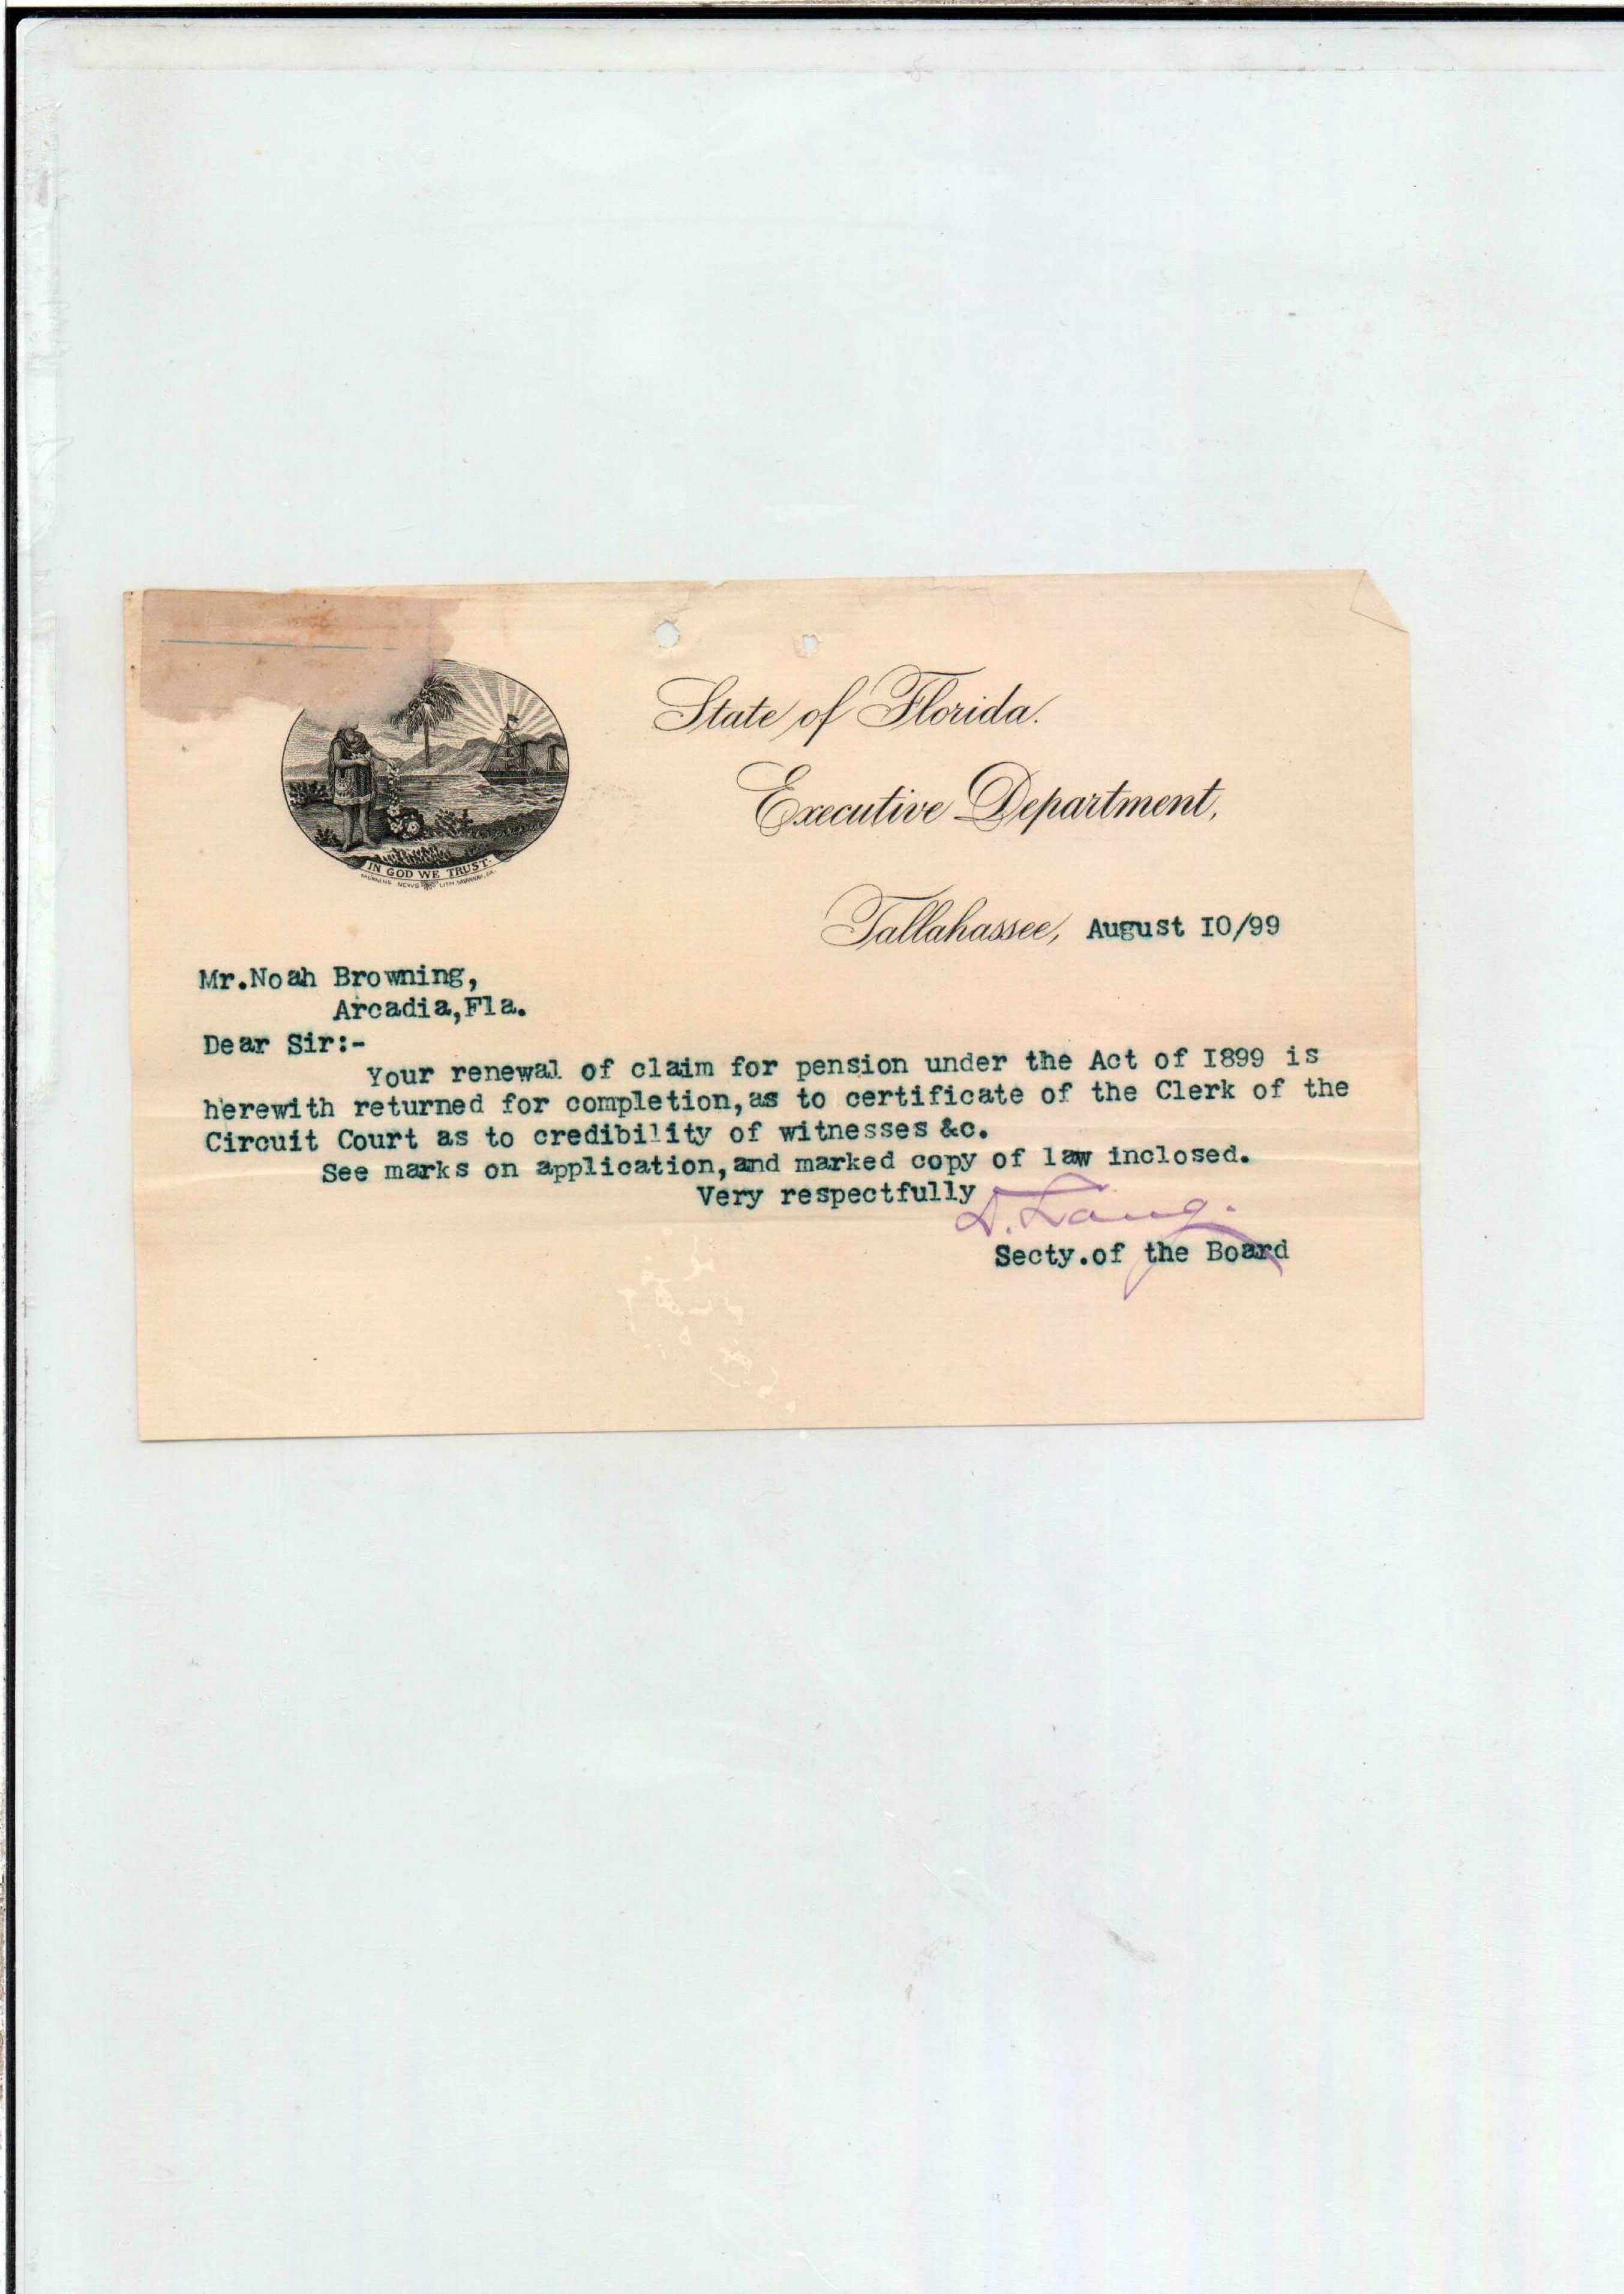 State of Florida.
Executive Department,
IN GOD WE TRUST.
MORNING NEWS LITH. SAVANNAH, GA.
Tallahassee, August I0/99
Mr.Noah Browning,
Arcadia,Fla.
Dear Sir:-
Your renewal of claim for pension under the Act of I899 is
herewith returned for completion,as to certificate of the Clerk of the
Circuit Court as to credibility of witnesses &c.
See marks on application,and marked copy of law inclosed.
Very respectfully
D. Lang.
Secty.of the Board